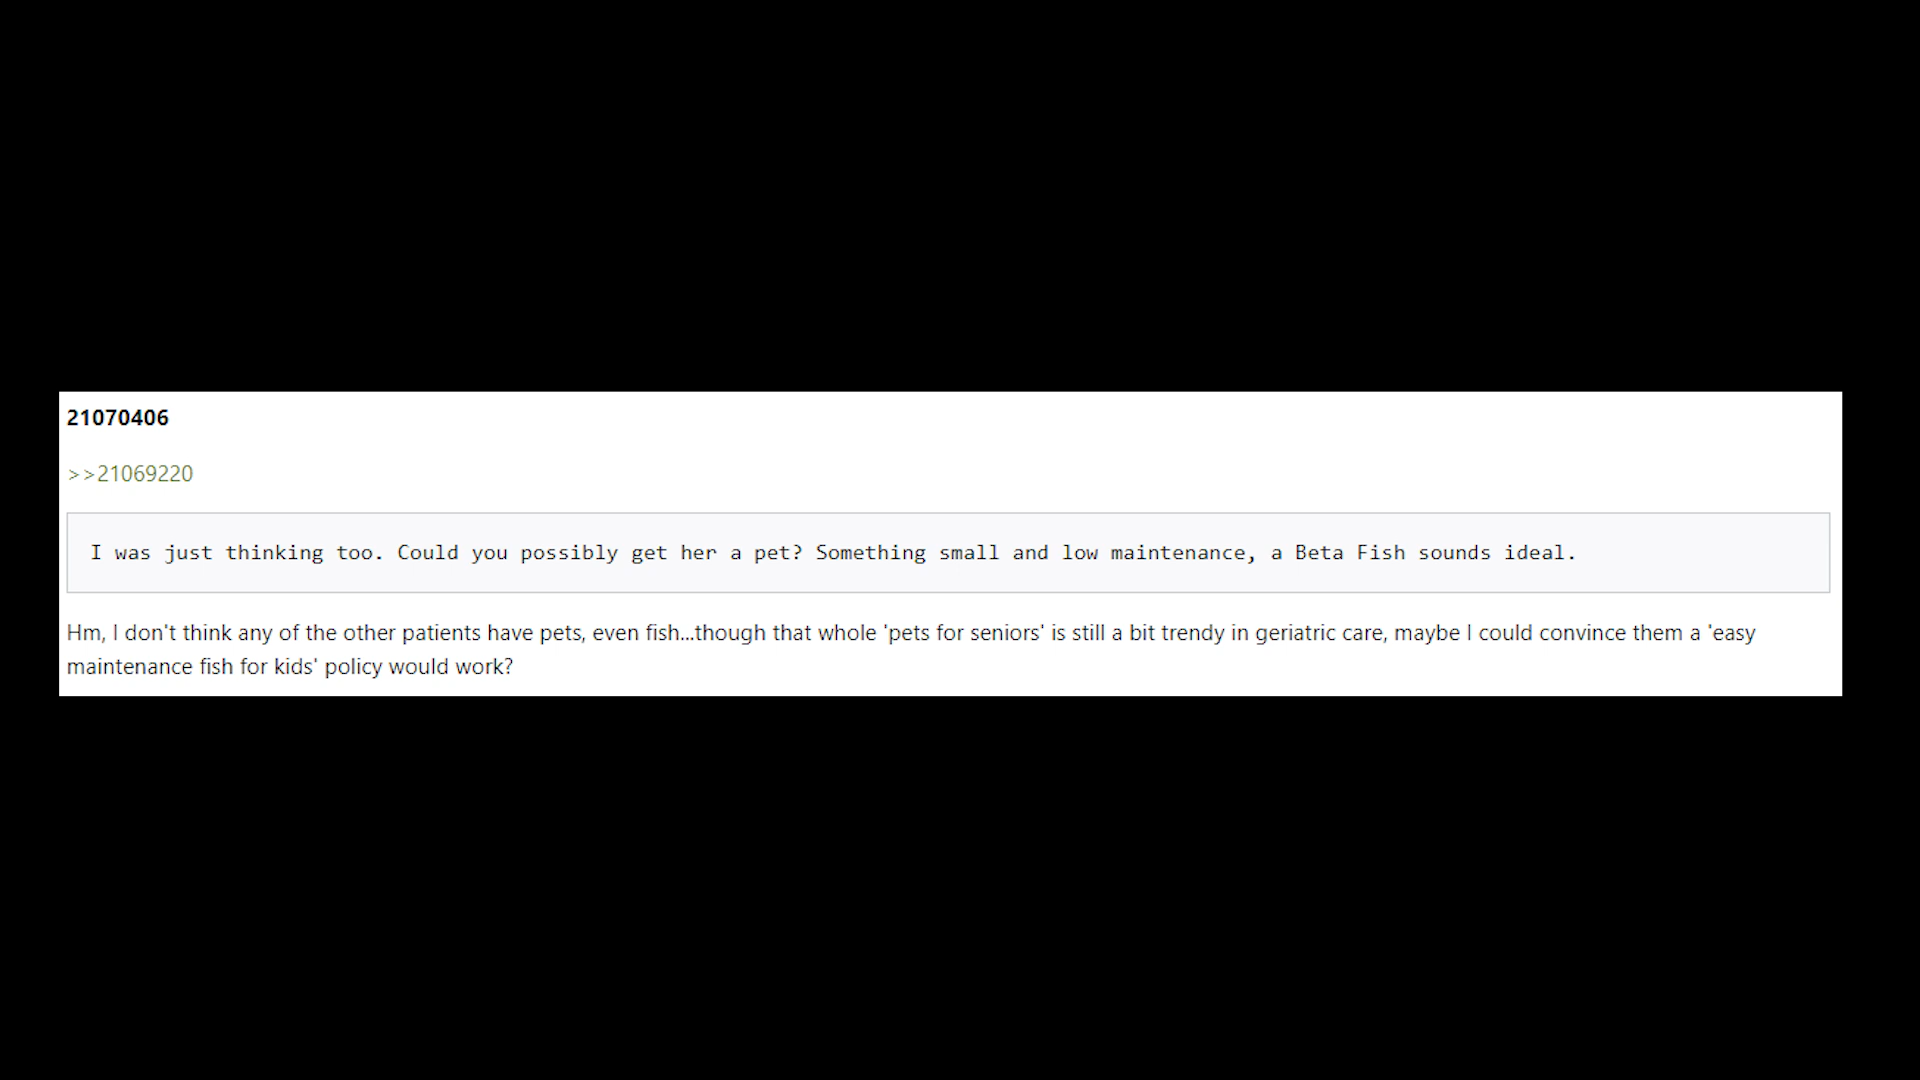 21070406
>>21069220
I was just thinking too. Could you possibly get her a pet? Something small and low maintenance, a Beta Fish sounds ideal.
Hm, I don't think any of the other patients have pets, even fish...though that whole 'pets for seniors' is still a bit trendy in geriatric care, maybe I could convince them a 'easy
maintenance fish for kids' policy would work?